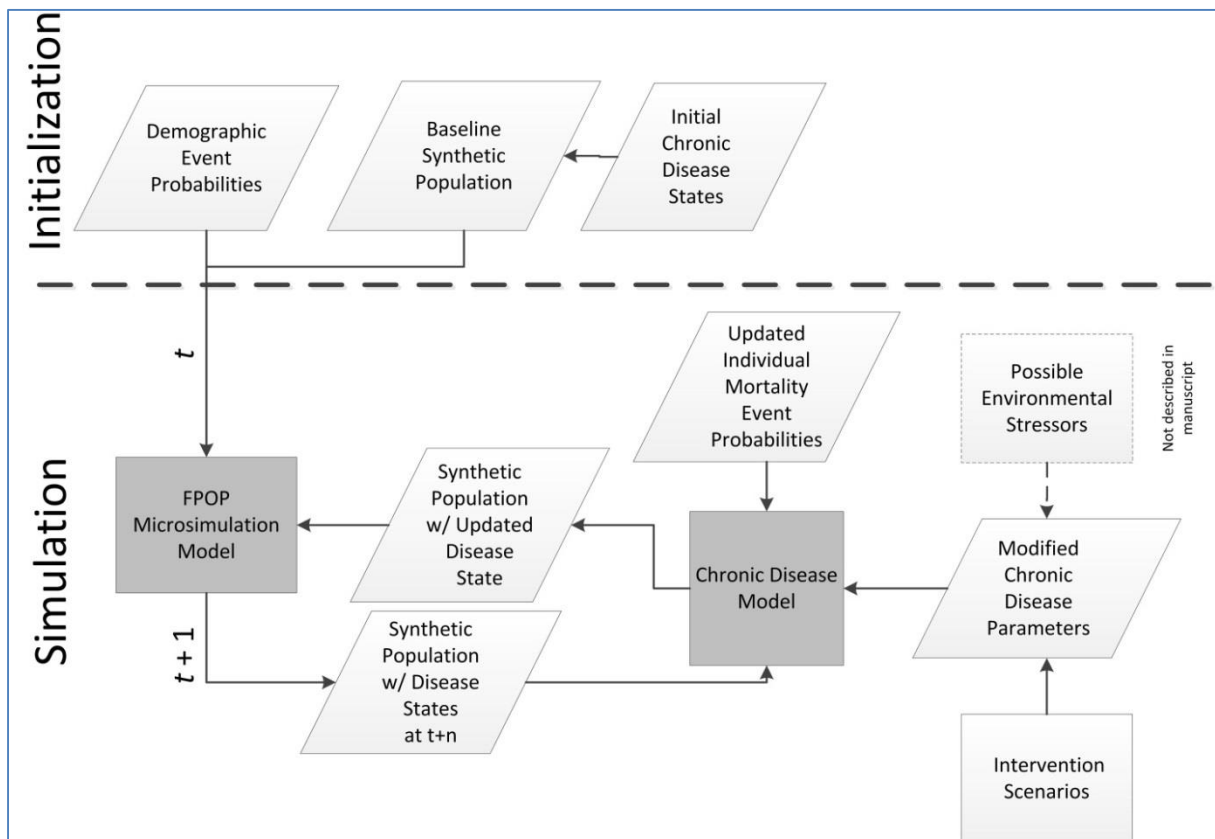 Initialization
Demographic
Event
Probabilities
Baseline
Synthetic
Population
Initial
Chronic
Disease
States
Simulation
t
Updated
Individual
Mortality
Event
Probabilities
Possible
Environmental
Stressors
Not described in
manuscript
FPOP
Microsimulation
Model
Synthetic
Population
w/ Updated
Disease
State
Chronic Disease
Model
Modified
Chronic
Disease
Parameters
t + 1
Synthetic
Population
w/ Disease
States
at t+n
Intervention
Scenarios